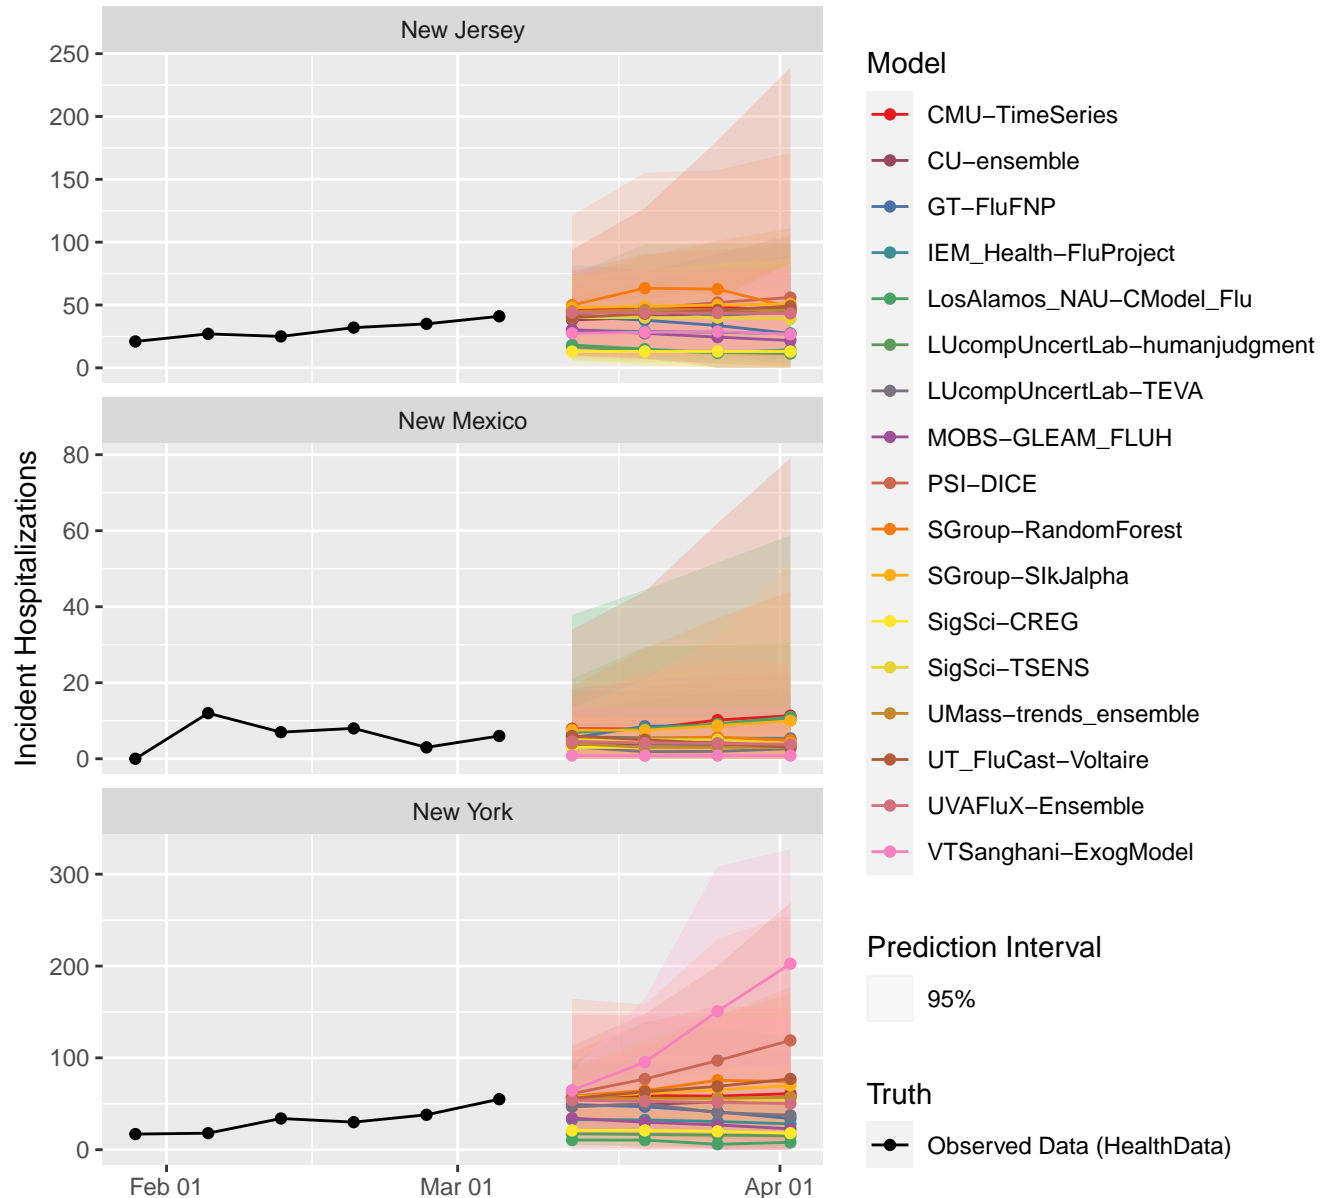 New Jersey
250
200
150
100
50
0
New Mexico
80
60
40
20
0
New York
300
200
100
0
Feb 01
Mar 01
Apr 01
Incident Hospitalizations
Model
CMU−TimeSeries
CU−ensemble
GT−FluFNP
IEM_Health−FluProject
LosAlamos_NAU−CModel_Flu
LUcompUncertLab−humanjudgment
LUcompUncertLab−TEVA
MOBS−GLEAM_FLUH
PSI−DICE
SGroup−RandomForest
SGroup−SIkJalpha
SigSci−CREG
SigSci−TSENS
UMass−trends_ensemble
UT_FluCast−Voltaire
UVAFluX−Ensemble
VTSanghani−ExogModel
Prediction Interval
95%
Truth
Observed Data (HealthData)